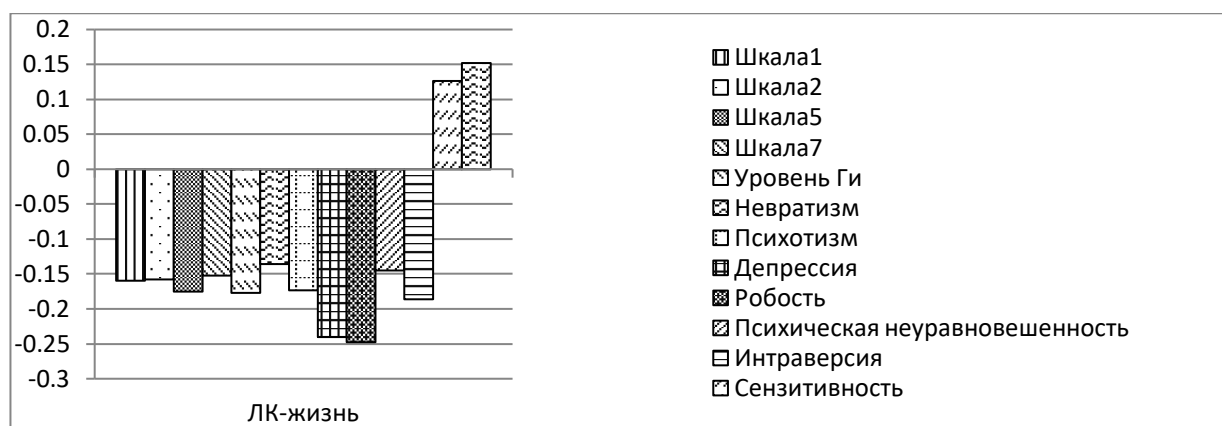 0.2
0.15
0.1
0.05
0
-0.05
-0.1
-0.15
-0.2
-0.25
-0.3
ЛК-жизнь
Шкала1
Шкала2
Шкала5
Шкала7
Уровень Ги
Невратизм
Психотизм
Депрессия
Робость
Психическая неуравновешенность
Интраверсия
Сензитивность